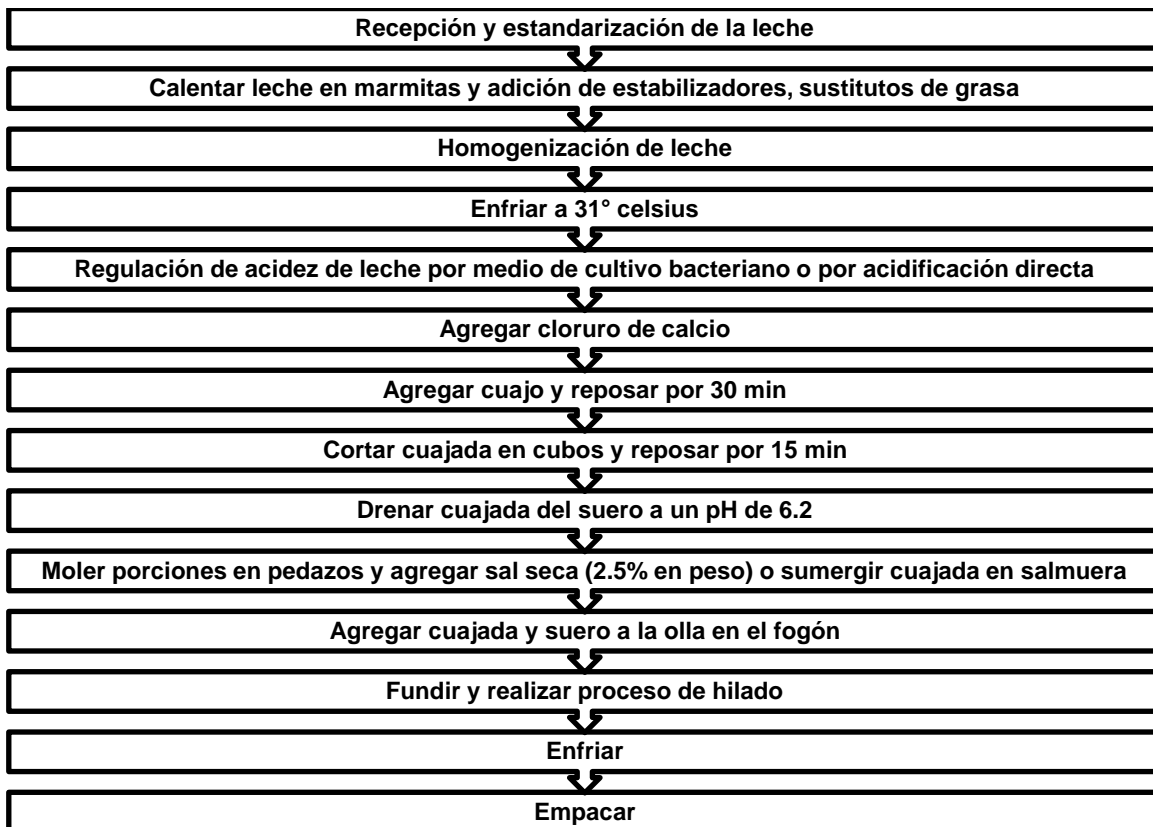 Recepción y estandarización de la leche
Calentar leche en marmitas y adición de estabilizadores, sustitutos de grasa
Homogenización de leche
Enfriar a 31° celsius
Regulación de acidez de leche por medio de cultivo bacteriano o por acidificación directa
Agregar cloruro de calcio
Agregar cuajo y reposar por 30 min
Cortar cuajada en cubos y reposar por 15 min
Drenar cuajada del suero a un pH de 6.2
Moler porciones en pedazos y agregar sal seca (2.5% en peso) o sumergir cuajada en salmuera
Agregar cuajada y suero a la olla en el fogón
Fundir y realizar proceso de hilado
Enfriar
Empacar